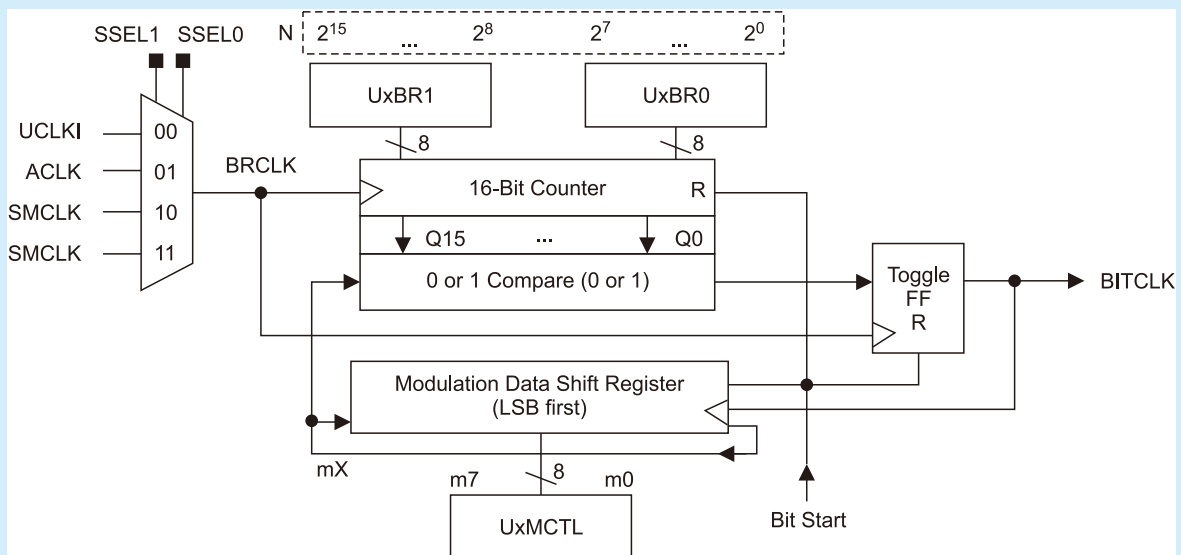 SSEL1 SSEL0
N 2^15 ... 2^8 2^7 ... 2^0
UxBR1
UxBR0
8
8
UCLKI
00
ACLK
01
SMCLK
10
SMCLK
11
BRCLK
16-Bit Counter
R
Q15 ... Q0
0 or 1 Compare (0 or 1)
Toggle
FF
R
BITCLK
Modulation Data Shift Register
(LSB first)
mX
m7
8
m0
UxMCTL
Bit Start